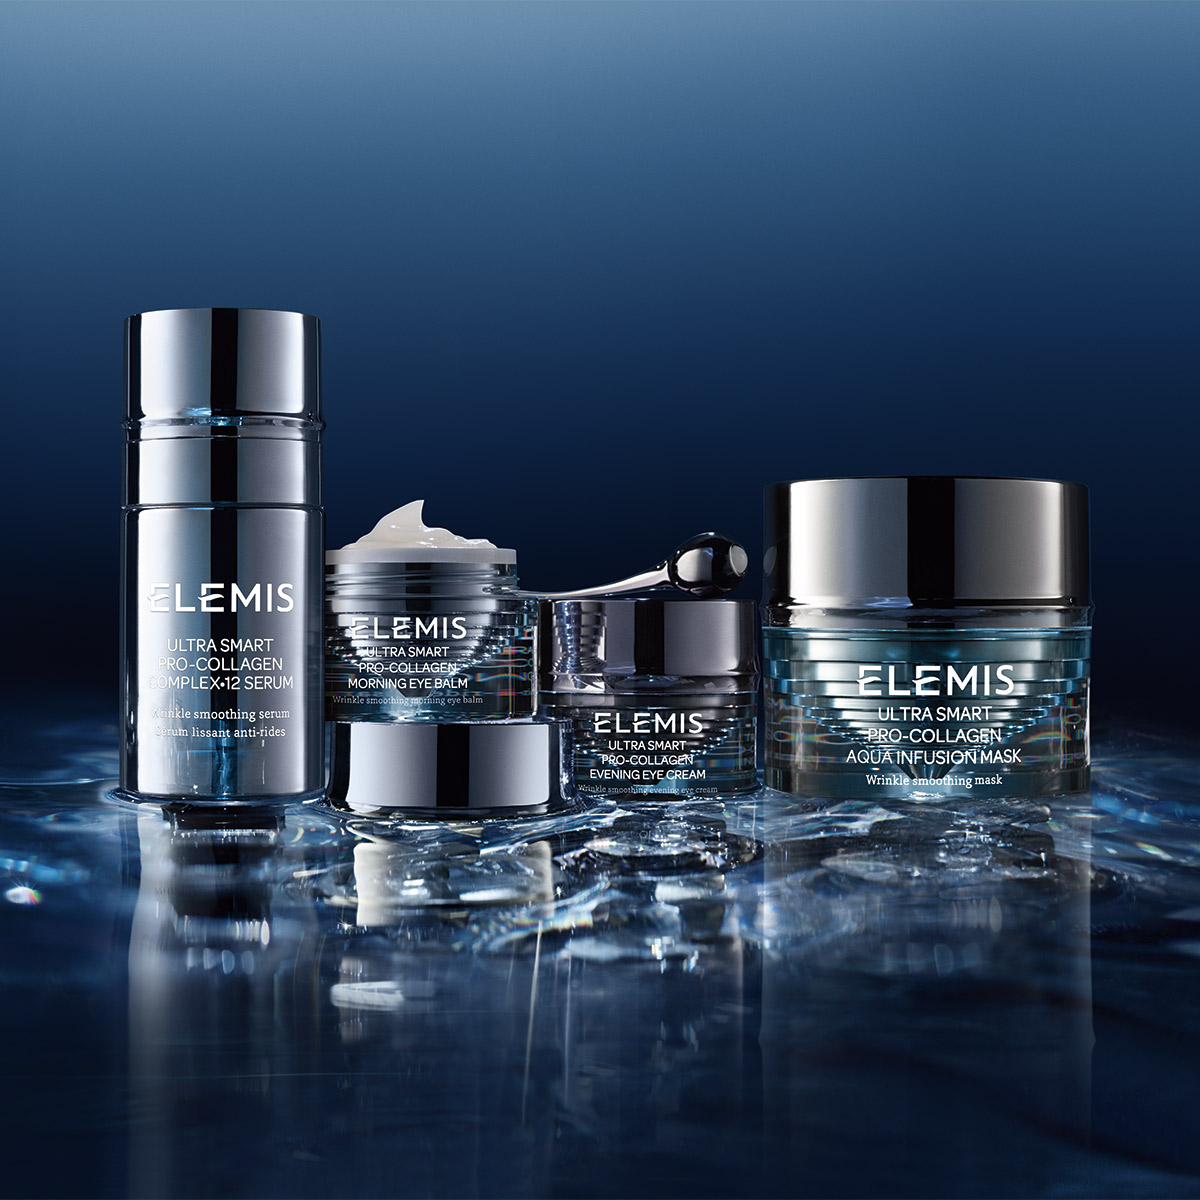 ELEMIS
ULTRA SMART
PRO-COLLAGEN
COMPLEX•12 SERUM
Wrinkle smoothing serum
Sérum lissant anti-rides
ELEMIS
ULTRA SMART
PRO-COLLAGEN
MORNING EYE BALM
Wrinkle smoothing morning eye balm
ELEMIS
ULTRA SMART
PRO-COLLAGEN
EVENING EYE CREAM
Wrinkle smoothing evening eye cream
ELEMIS
ULTRA SMART
PRO-COLLAGEN
AQUA INFUSION MASK
Wrinkle smoothing mask